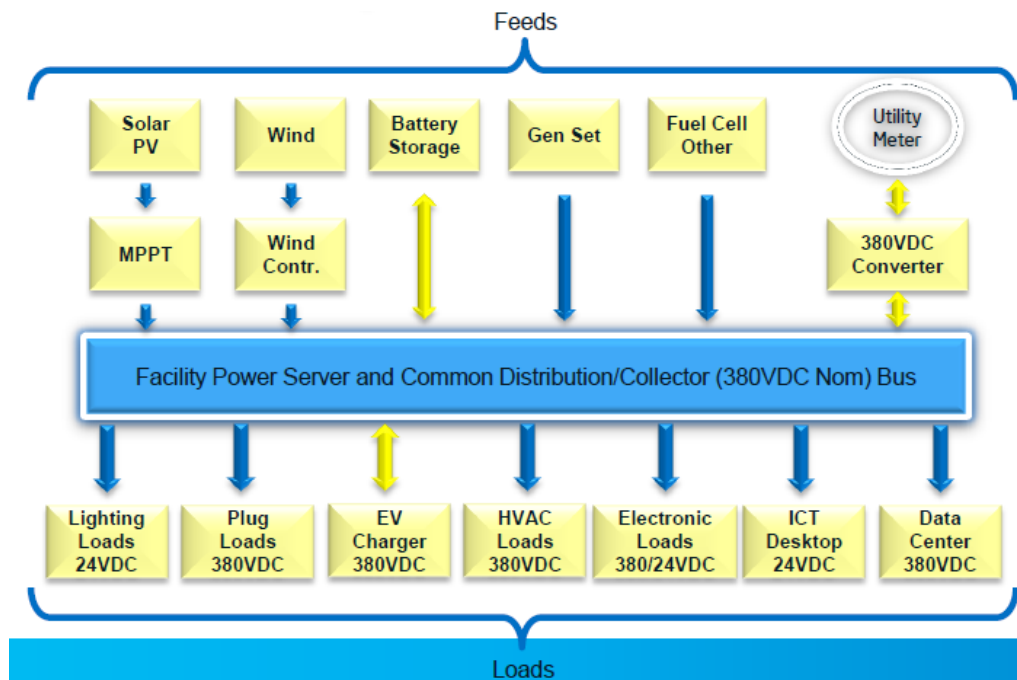 Feeds
Solar
PV
Wind
Battery
Storage
Gen Set
Fuel Cell
Other
Utility
Meter
MPPT
Wind
Contr.
380VDC
Converter
Facility Power Server and Common Distribution/Collector (380VDC Nom) Bus
Lighting
Loads
24VDC
Plug
Loads
380VDC
EV
Charger
380VDC
HVAC
Loads
380VDC
Electronic
Loads
380/24VDC
ICT
Desktop
24VDC
Data
Center
380VDC
Loads